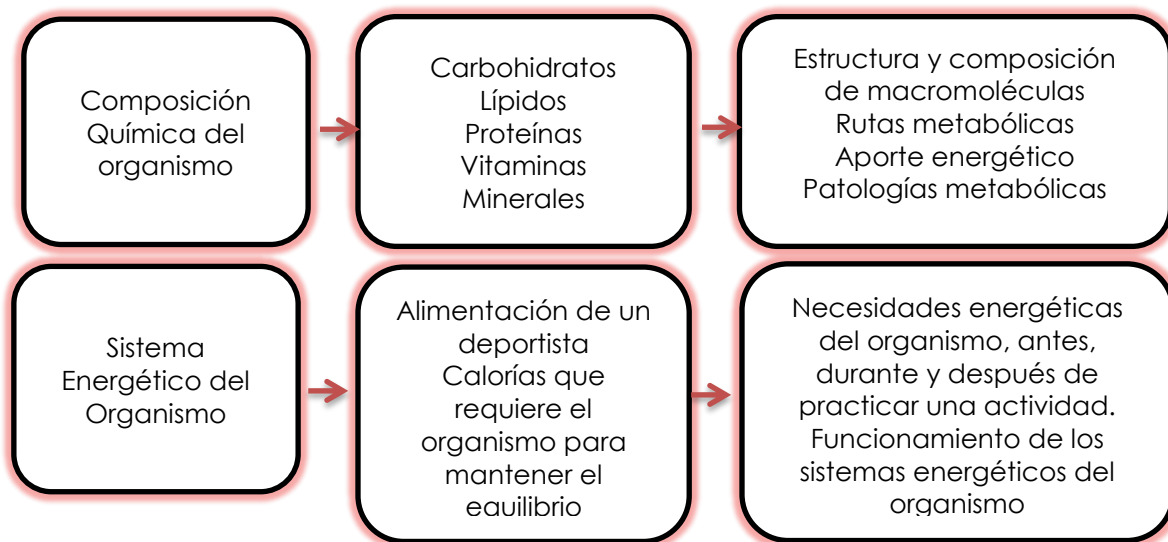 Composición
Química del
organismo
Carbohidratos
Lípidos
Proteínas
Vitaminas
Minerales
Estructura y composición
de macromoléculas
Rutas metabólicas
Aporte energético
Patologías metabólicas
Sistema
Energético del
Organismo
Alimentación de un
deportista
Calorías que
requiere el
organismo para
mantener el
equilibrio
Necesidades energéticas
del organismo, antes,
durante y después de
practicar una actividad.
Funcionamiento de los
sistemas energéticos del
organismo